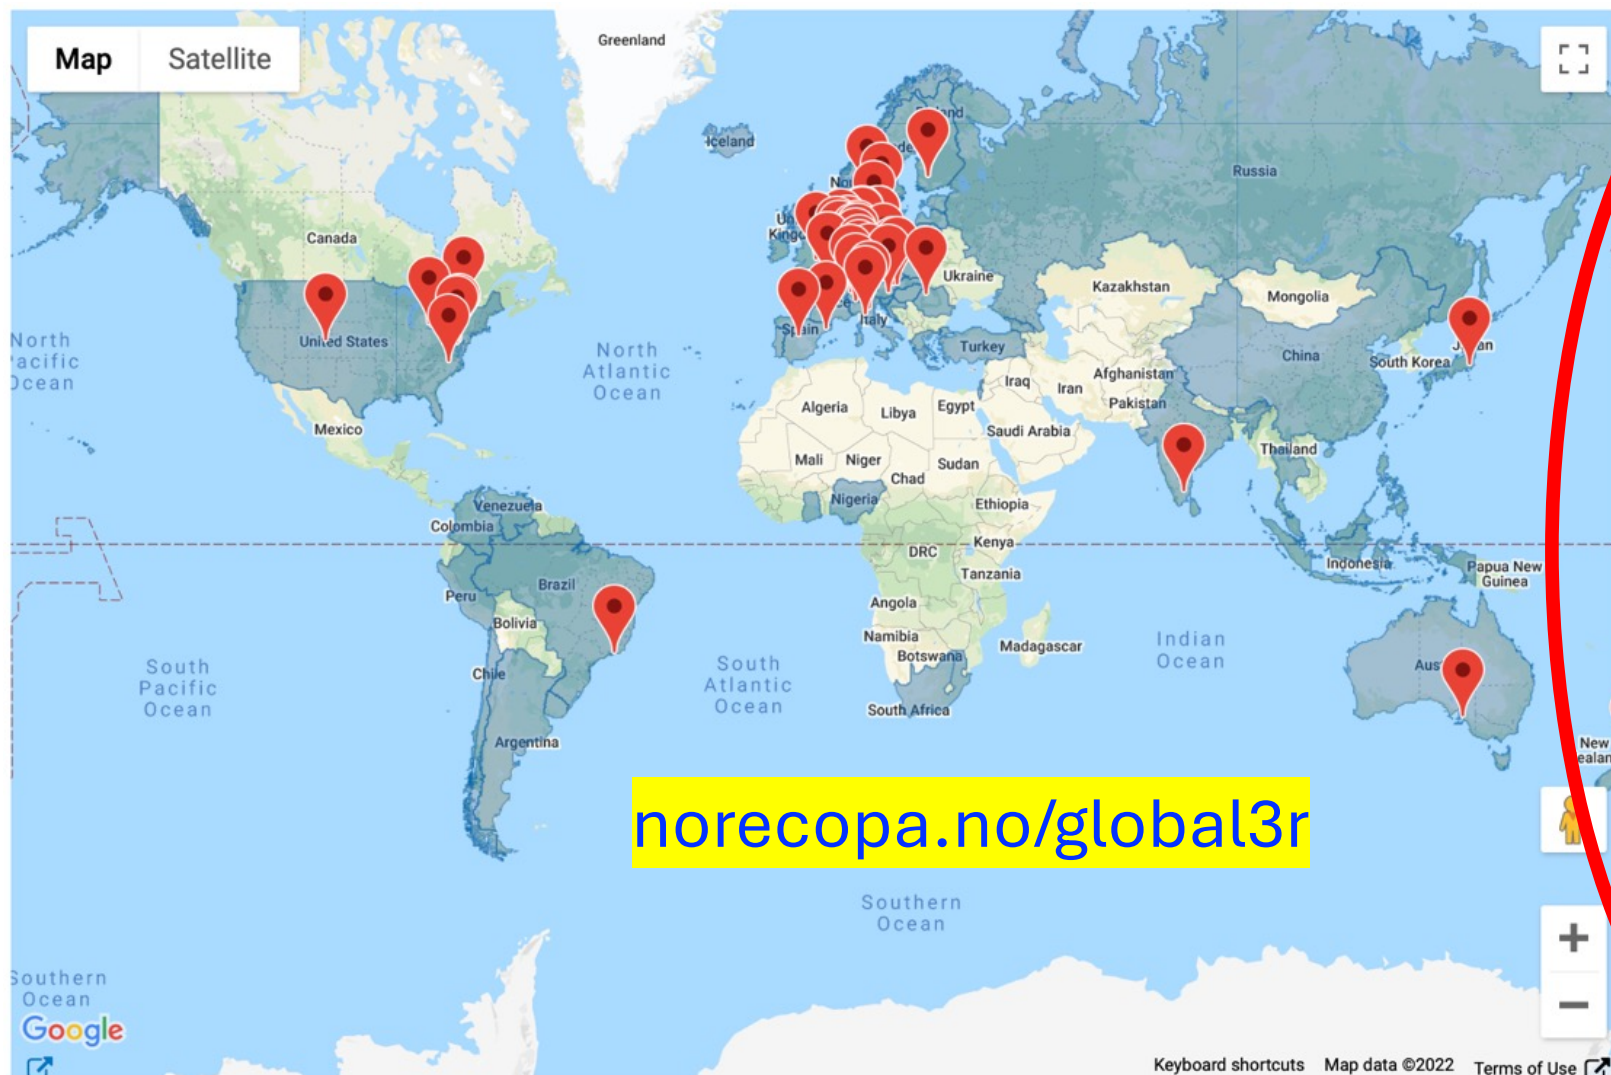 Map
Satellite
Greenland
Iceland
Russia
Canada
Ukraine
Kazakhstan
Mongolia
United States
Spain
Italy
Turkey
China
South Korea
North
Atlantic
Ocean
Iraq
Iran
Afghanistan
Pakistan
Algeria
Libya
Egypt
Saudi Arabia
Mexico
Mali
Niger
Chad
Sudan
Thailand
Nigeria
Ethiopia
Venezuela
Colombia
DRC
Kenya
Indonesia
Papua New
Guinea
Tanzania
Brazil
Peru
Angola
Bolivia
Namibia
Botswana
Madagascar
Indian
Ocean
South
Pacific
Ocean
South
Atlantic
Ocean
Chile
South Africa
Argentina
New
norecopa.no/global3r
Southern
Ocean
Southern
Ocean
Google
Keyboard shortcuts
Map data ©2022
Terms of Use